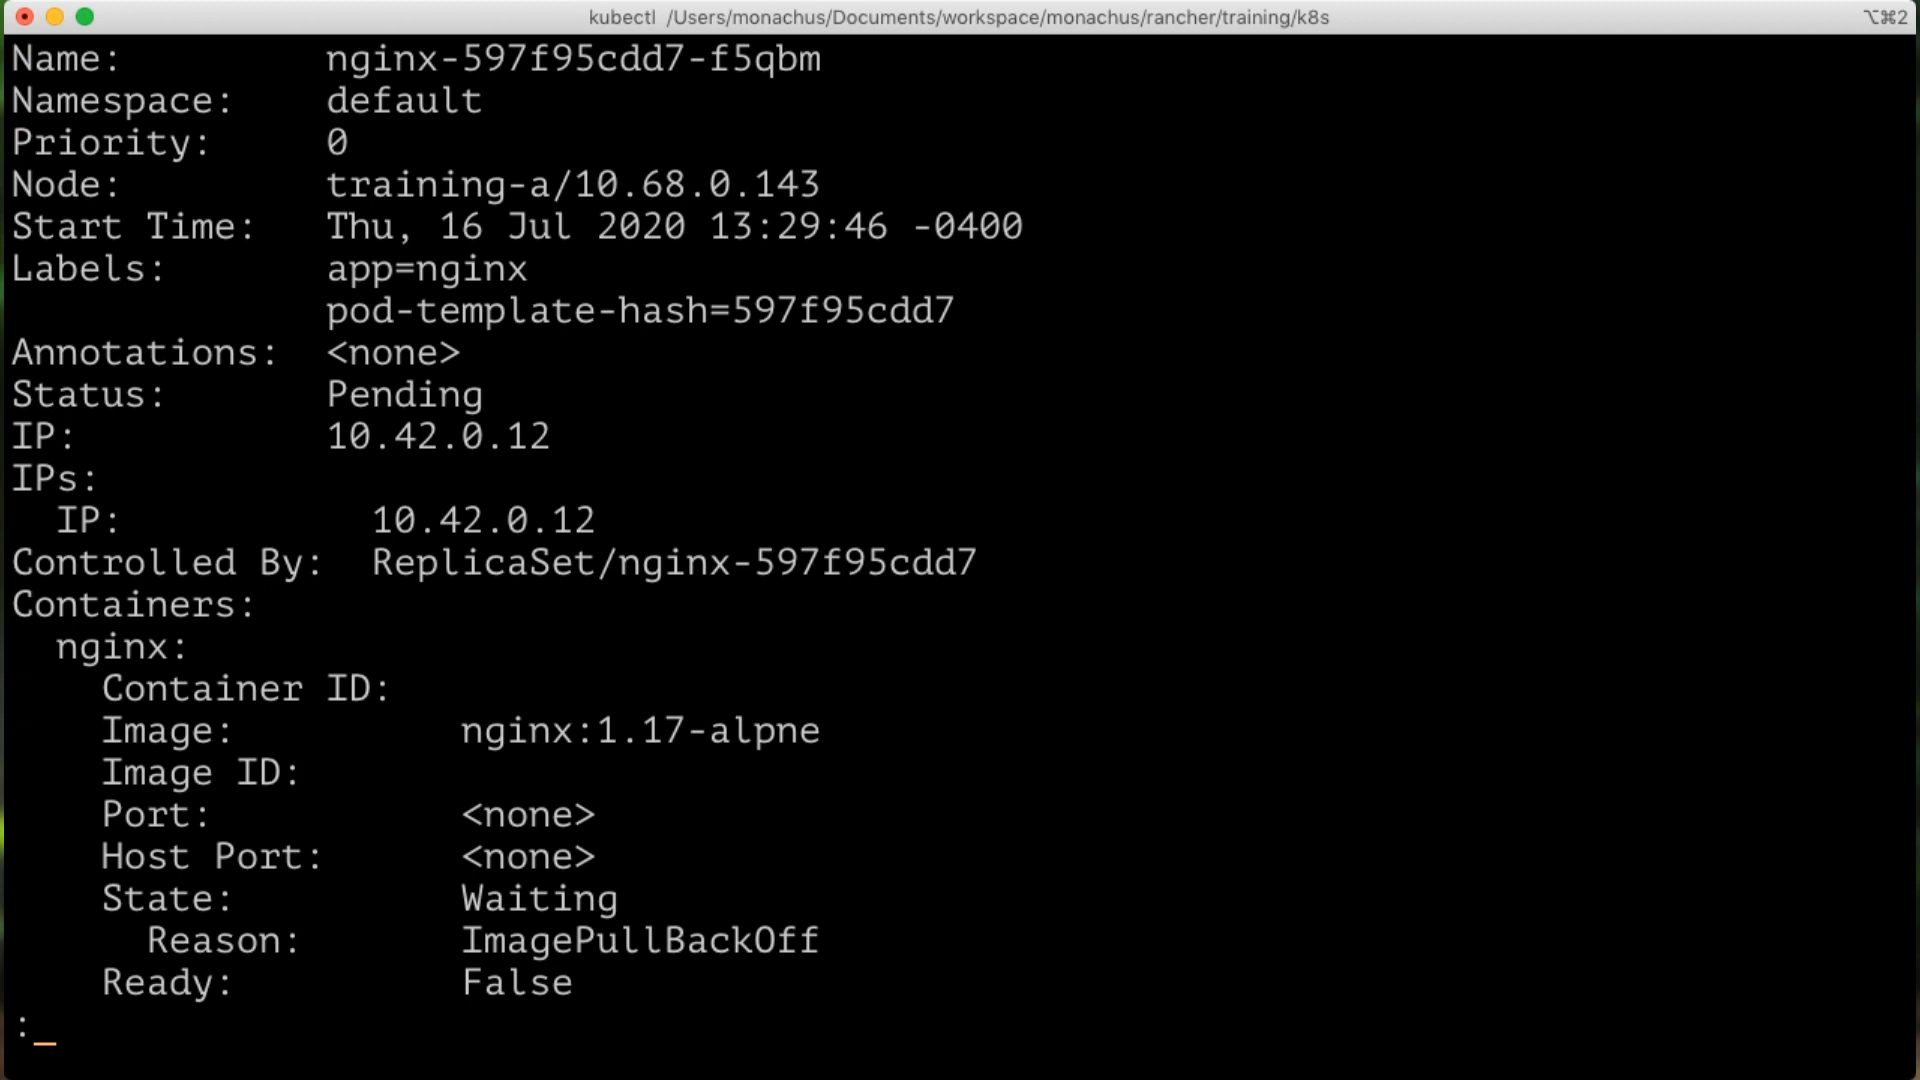 kubectl /Users/monachus/Documents/workspace/monachus/rancher/training/k8s ⌥⌘2
Name: nginx-597f95cdd7-f5qbm
Namespace: default
Priority: 0
Node: training-a/10.68.0.143
Start Time: Thu, 16 Jul 2020 13:29:46 -0400
Labels: app=nginx
pod-template-hash=597f95cdd7
Annotations: <none>
Status: Pending
IP: 10.42.0.12
IPs:
IP: 10.42.0.12
Controlled By: ReplicaSet/nginx-597f95cdd7
Containers:
nginx:
Container ID:
Image: nginx:1.17-alpne
Image ID:
Port: <none>
Host Port: <none>
State: Waiting
Reason: ImagePullBackOff
Ready: False
: